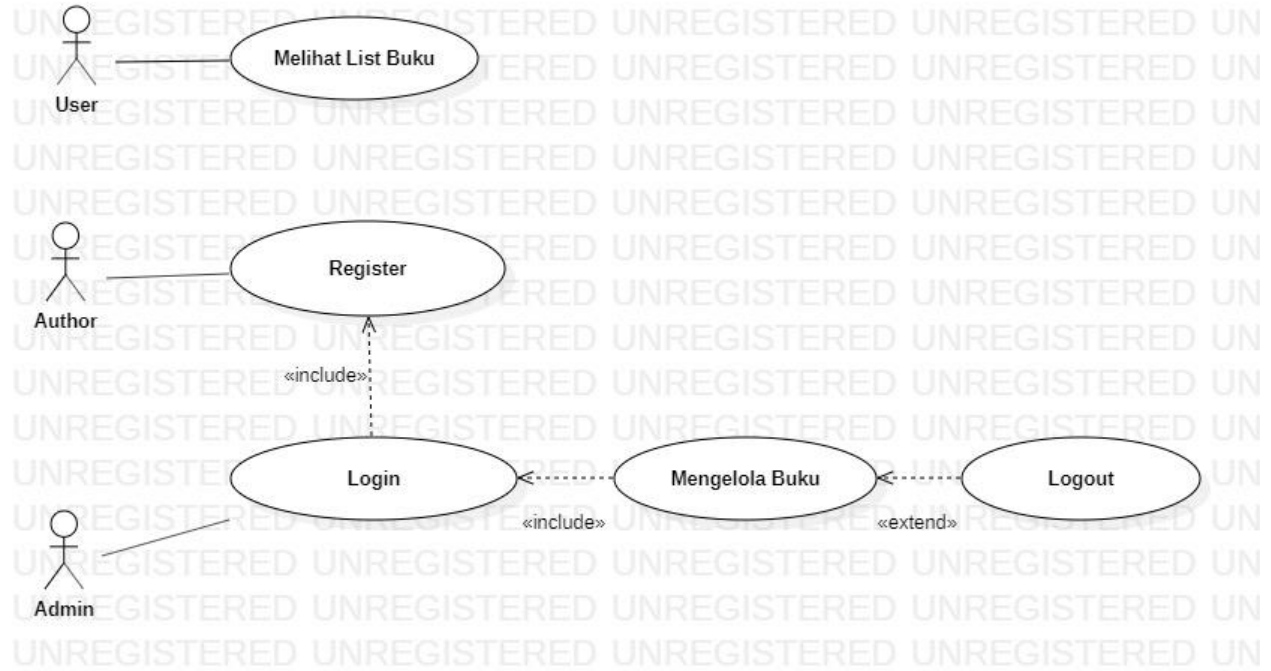 UNREGISTERED UNREGISTERED UNREGISTERED UNREGISTERED UN
Melihat List Buku
User
Register
Author
«include»
Login
Mengelola Buku
Logout
«include»
«extend»
Admin